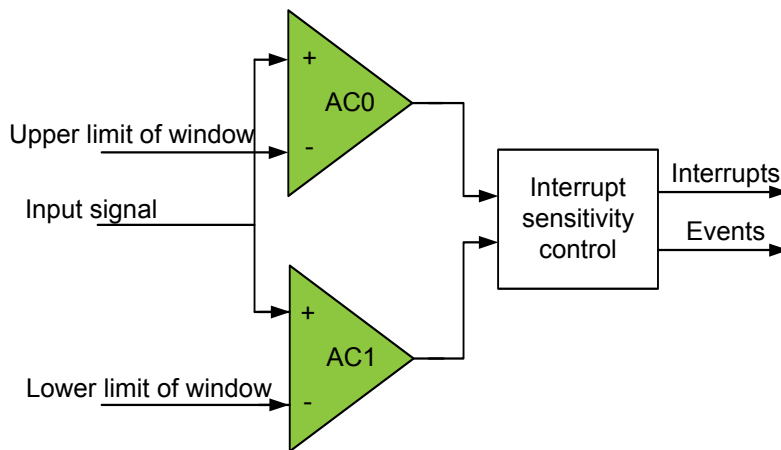 +
AC0
-
Upper limit of window
Input signal
Interrupt
sensitivity
control
Interrupts
Events
+
AC1
-
Lower limit of window